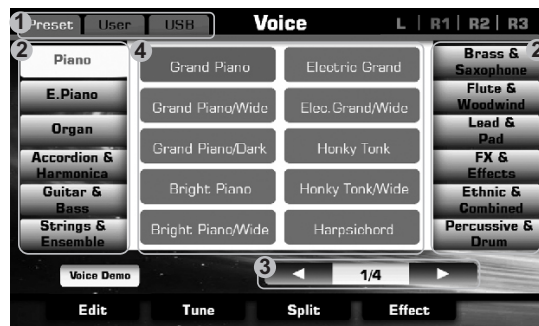 1 Preset User USB Voice L R1 R2 R3
2 4 2
Piano Grand Piano Electric Grand Brass &
Saxophone
E.Piano Grand Piano/Wide Elec.Grand/Wide Flute &
Woodwind
Organ Grand Piano/Dark Honky Tonk Lead &
Pad
Accordion &
Harmonica Bright Piano Honky Tonk/Wide FX &
Effects
Guitar &
Bass Bright Piano/Wide Harpsichord Ethnic &
Combined
Strings &
Ensemble Percussive &
Drum
Voice Demo 3 ◄ 1/4 ►
Edit Tune Split Effect